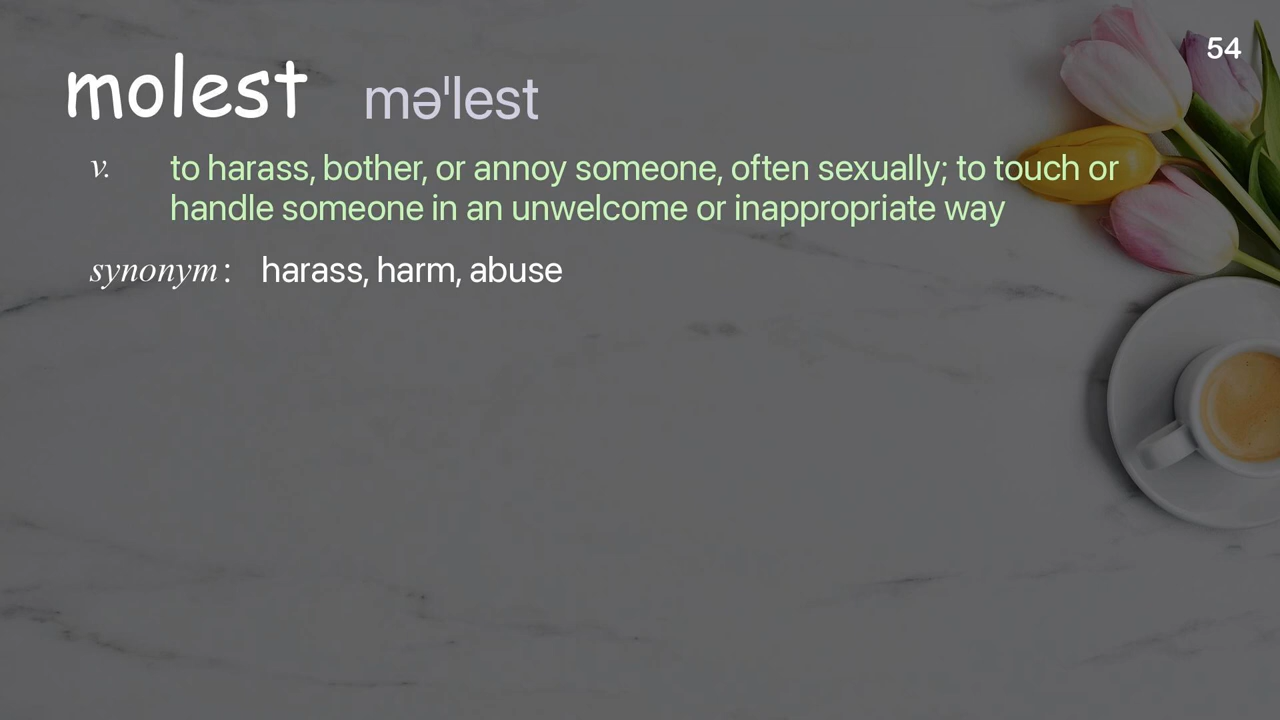 54
molest məˈlest
v. to harass, bother, or annoy someone, often sexually; to touch or
handle someone in an unwelcome or inappropriate way
synonym : harass, harm, abuse